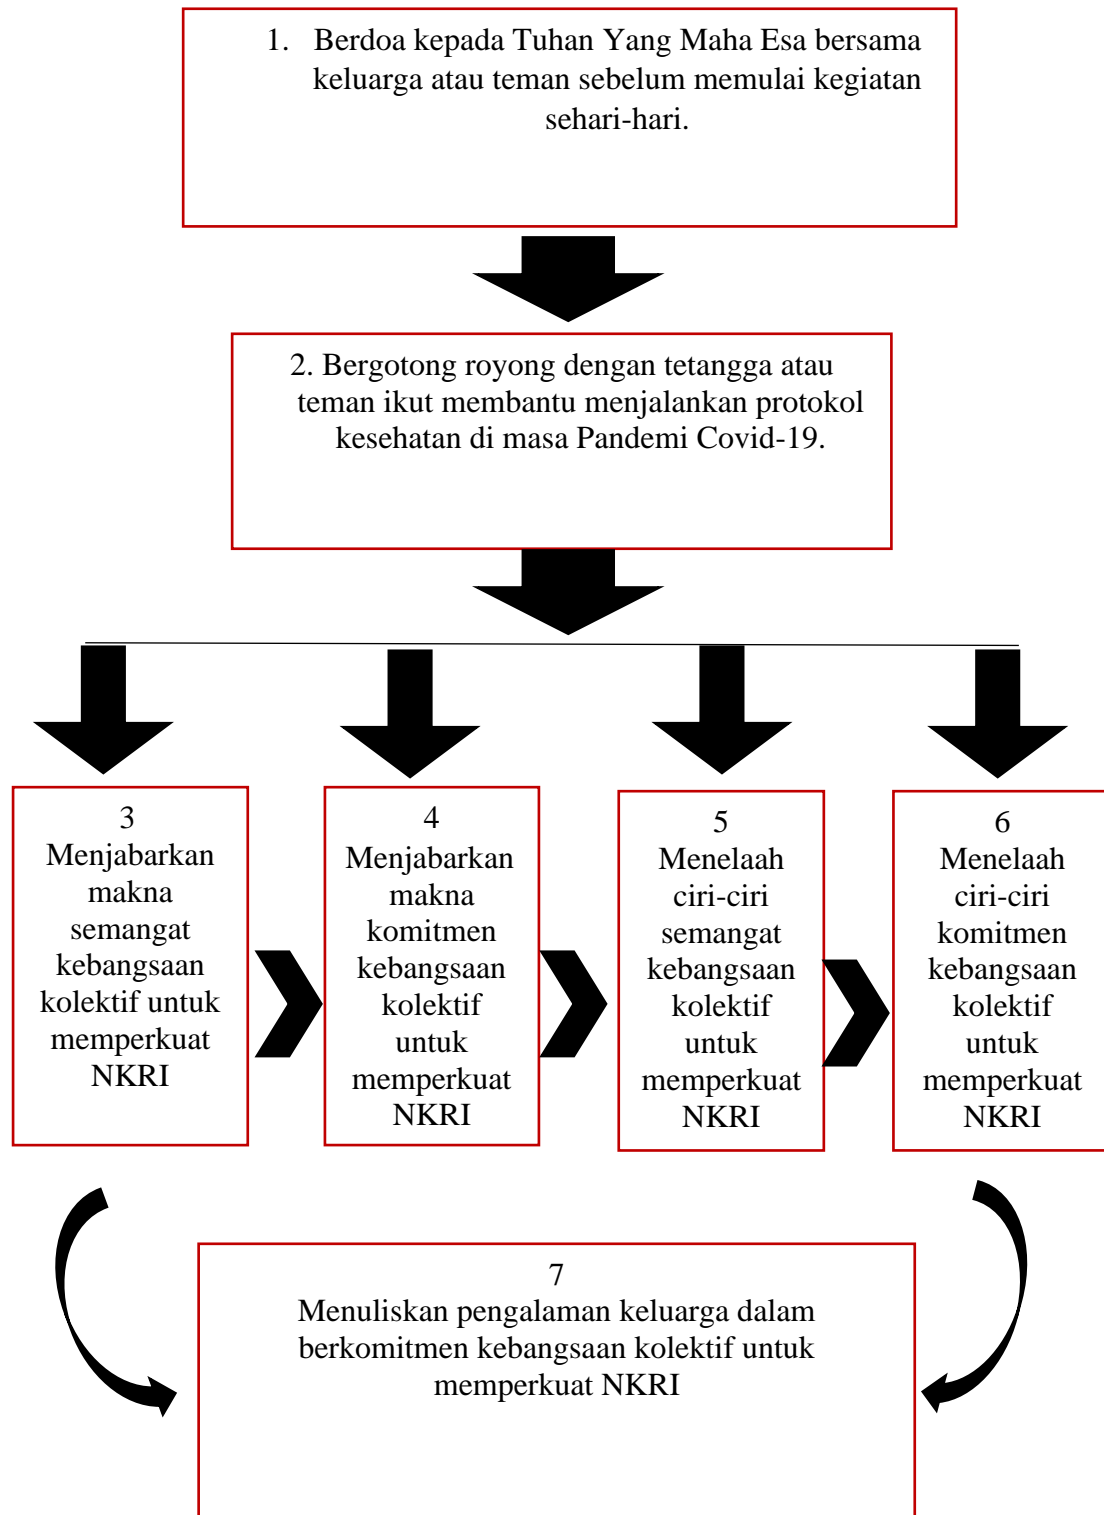 1. Berdoa kepada Tuhan Yang Maha Esa bersama
keluarga atau teman sebelum memulai kegiatan
sehari-hari.
2. Bergotong royong dengan tetangga atau
teman ikut membantu menjalankan protokol
kesehatan di masa Pandemi Covid-19.
3
Menjabarkan
makna
semangat
kebangsaan
kolektif untuk
memperkuat
NKRI
4
Menjabarkan
makna
komitmen
kebangsaan
kolektif
untuk
memperkuat
NKRI
5
Menelaah
ciri-ciri
semangat
kebangsaan
kolektif
untuk
memperkuat
NKRI
6
Menelaah
ciri-ciri
komitmen
kebangsaan
kolektif
untuk
memperkuat
NKRI
7
Menuliskan pengalaman keluarga dalam
berkomitmen kebangsaan kolektif untuk
memperkuat NKRI